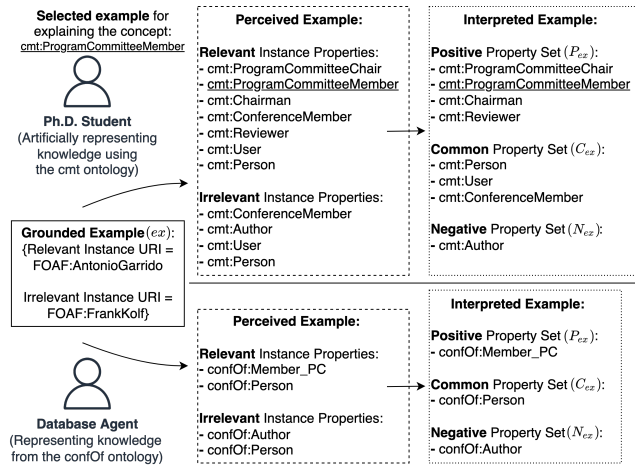 Selected example for
explaining the concept:
cmt:ProgramCommitteeMember
Ph.D. Student
(Artificially representing
knowledge using
the cmt ontology)
Grounded Example (ex):
{Relevant Instance URI =
FOAF:AntonioGarrido
Irrelevant Instance URI =
FOAF:FrankKolf}
Database Agent
(Representing knowledge
from the confOf ontology)
Perceived Example:
Relevant Instance Properties:
- cmt:ProgramCommitteeChair
- cmt:ProgramCommitteeMember
- cmt:Chairman
- cmt:ConferenceMember
- cmt:Reviewer
- cmt:User
- cmt:Person
Irrelevant Instance Properties:
- cmt:ConferenceMember
- cmt:Author
- cmt:User
- cmt:Person
Interpreted Example:
Positive Property Set (P_ex):
- cmt:ProgramCommitteeChair
- cmt:ProgramCommitteeMember
- cmt:Chairman
- cmt:Reviewer
Common Property Set (C_ex):
- cmt:Person
- cmt:User
- cmt:ConferenceMember
Negative Property Set (N_ex):
- cmt:Author
Perceived Example:
Relevant Instance Properties:
- confOf:Member_PC
- confOf:Person
Irrelevant Instance Properties:
- confOf:Author
- confOf:Person
Interpreted Example:
Positive Property Set (P_ex):
- confOf:Member_PC
Common Property Set (C_ex):
- confOf:Person
Negative Property Set (N_ex):
- confOf:Author